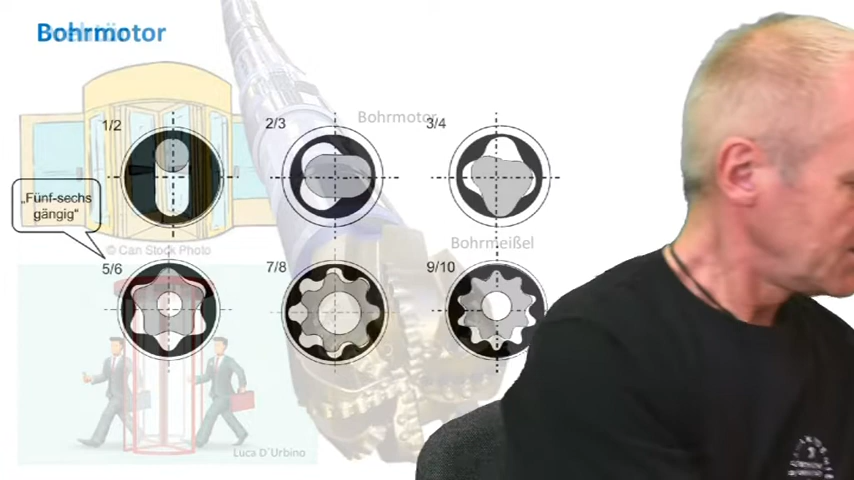 Bohrmotor
Bohrmotor
1/2
2/3
3/4
„Fünf-sechs
gängig“
© Can Stock Photo
Bohrmeißel
5/6
7/8
9/10
Luca D´Urbino